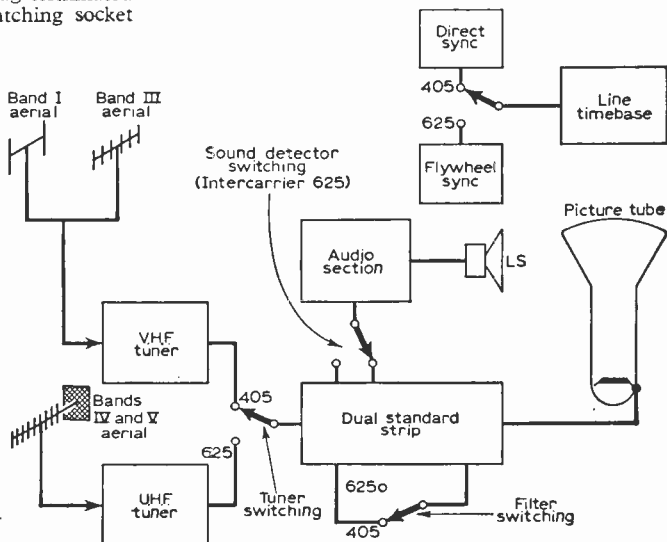 tching socket
Band I
aerial
Band III
aerial
Direct
sync
405
625
Flywheel
sync
Line
timebase
Sound detector
switching
(Intercarrier 625)
Picture tube
Audio
section
LS
V.H.F.
tuner
405
Bands
IV and V
aerial
625
Dual standard
strip
U.H.F.
tuner
Tuner
switching
625
405
Filter
switching